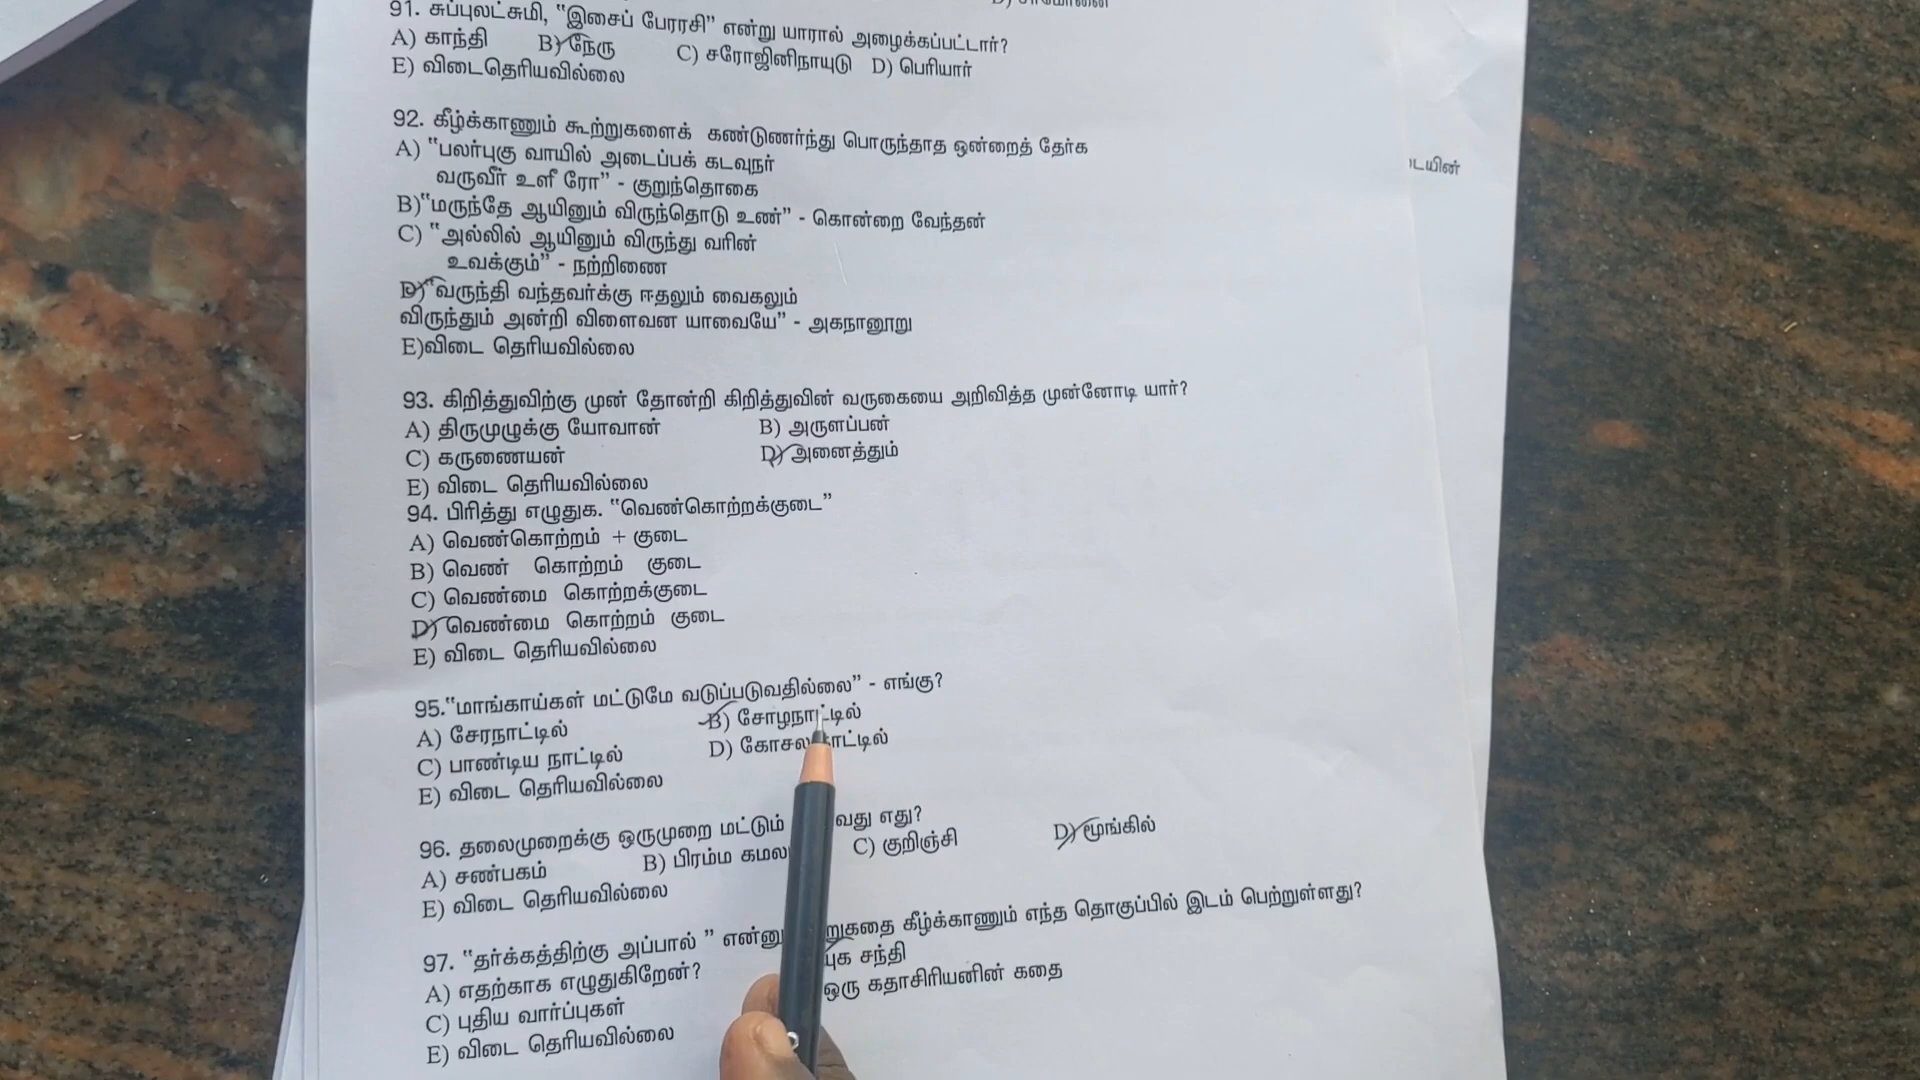 91. சுப்புலட்சுமி, "இசைப் பேரரசி" என்று யாரால் அழைக்கப்பட்டார்?
A) காந்தி B) நேரு C) சரோஜினிநாயுடு D) பெரியார்
E) விடைதெரியவில்லை
92. கீழ்க்காணும் கூற்றுகளைக் கண்டுணர்ந்து பொருந்தாத ஒன்றைத் தேர்க
A) "பலர்புகு வாயில் அடைப்பக் கடவுநர்
வருவீர் உளீ ரோ" - குறுந்தொகை
B)"மருந்தே ஆயினும் விருந்தொடு உண்" - கொன்றை வேந்தன்
C) "அல்லில் ஆயினும் விருந்து வரின்
உவக்கும்" - நற்றிணை
D) "வருந்தி வந்தவர்க்கு ஈதலும் வைகலும்
விருந்தும் அன்றி விளைவன யாவையே" - அகநானூறு
E)விடை தெரியவில்லை
93. கிறித்துவிற்கு முன் தோன்றி கிறித்துவின் வருகையை அறிவித்த முன்னோடி யார்?
A) திருமுழுக்கு யோவான் B) அருளப்பன்
C) கருணையன் D) அனைத்தும்
E) விடை தெரியவில்லை
94. பிரித்து எழுதுக. "வெண்கொற்றக்குடை"
A) வெண்கொற்றம் + குடை
B) வெண் கொற்றம் குடை
C) வெண்மை கொற்றக்குடை
D) வெண்மை கொற்றம் குடை
E) விடை தெரியவில்லை
95."மாங்காய்கள் மட்டுமே வடுப்படுவதில்லை" - எங்கு?
A) சேரநாட்டில் B) சோழநாட்டில்
C) பாண்டிய நாட்டில் D)
E) விடை தெரியவில்லை
96. தலைமுறைக்கு ஒருமுறை மட்டும் எது?
A) சண்பகம் B) பிரம்ம C) குறிஞ்சி D) மூங்கில்
E) விடை தெரியவில்லை
97. "தர்க்கத்திற்கு அப்பால் " கீழ்க்காணும் எந்த தொகுப்பில் இடம் பெற்றுள்ளது?
A) எதற்காக எழுதுகிறேன்? சந்தி
C) புதிய வார்ப்புகள் ஒரு கதாசிரியனின் கதை
E) விடை தெரியவில்லை